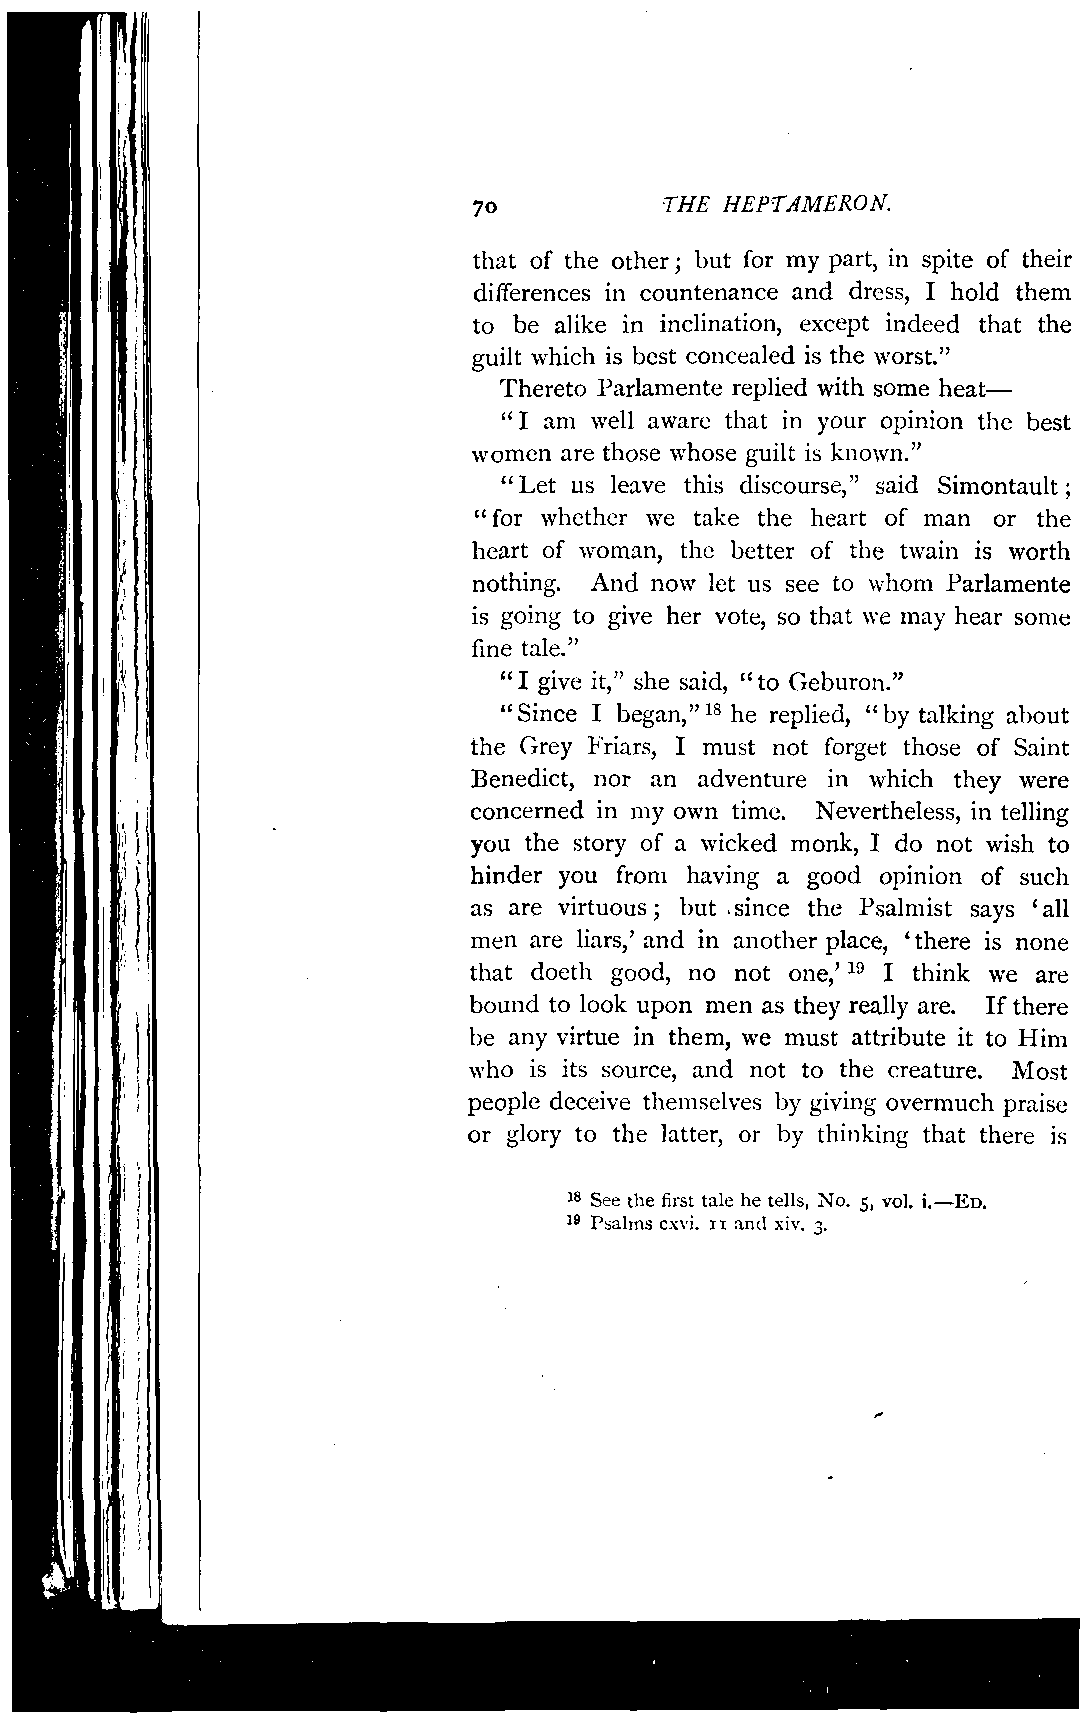 70 THE HEPTAMERON.
that of the other; but for my part, in spite of their
differences in countenance and dress, I hold them
to be alike in inclination, except indeed that the
guilt which is best concealed is the worst.”
Thereto Parlamente replied with some heat—
“I am well aware that in your opinion the best
women are those whose guilt is known.”
“Let us leave this discourse,” said Simontault;
“for whether we take the heart of man or the
heart of woman, the better of the twain is worth
nothing. And now let us see to whom Parlamente
is going to give her vote, so that we may hear some
fine tale.”
“I give it,” she said, “to Geburon.”
“Since I began,” 18 he replied, “by talking about
the Grey Friars, I must not forget those of Saint
Benedict, nor an adventure in which they were
concerned in my own time. Nevertheless, in telling
you the story of a wicked monk, I do not wish to
hinder you from having a good opinion of such
as are virtuous; but since the Psalmist says ‘all
men are liars,’ and in another place, ‘there is none
that doeth good, no not one,’ 19 I think we are
bound to look upon men as they really are. If there
be any virtue in them, we must attribute it to Him
who is its source, and not to the creature. Most
people deceive themselves by giving overmuch praise
or glory to the latter, or by thinking that there is
18 See the first tale he tells, No. 5, vol. i.—ED.
19 Psalms cxvi. 11 and xiv. 3.